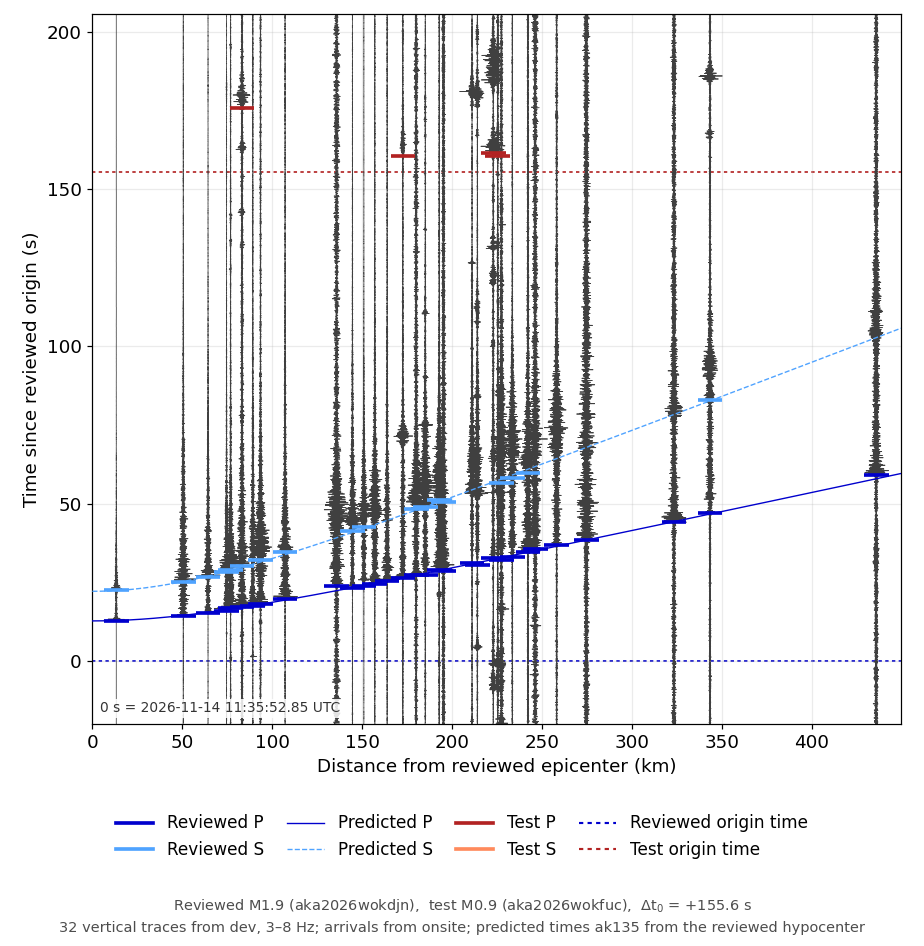 200
150
100
50
0
Time since reviewed origin (s)
0 s = 2026-11-14 11:35:52.85 UTC
0 50 100 150 200 250 300 350 400
Distance from reviewed epicenter (km)
Reviewed P Predicted P Test P Reviewed origin time
Reviewed S Predicted S Test S Test origin time
Reviewed M1.9 (aka2026wokdjn), test M0.9 (aka2026wokfuc), Δt₀ = +155.6 s
32 vertical traces from dev, 3–8 Hz; arrivals from onsite; predicted times ak135 from the reviewed hypocenter